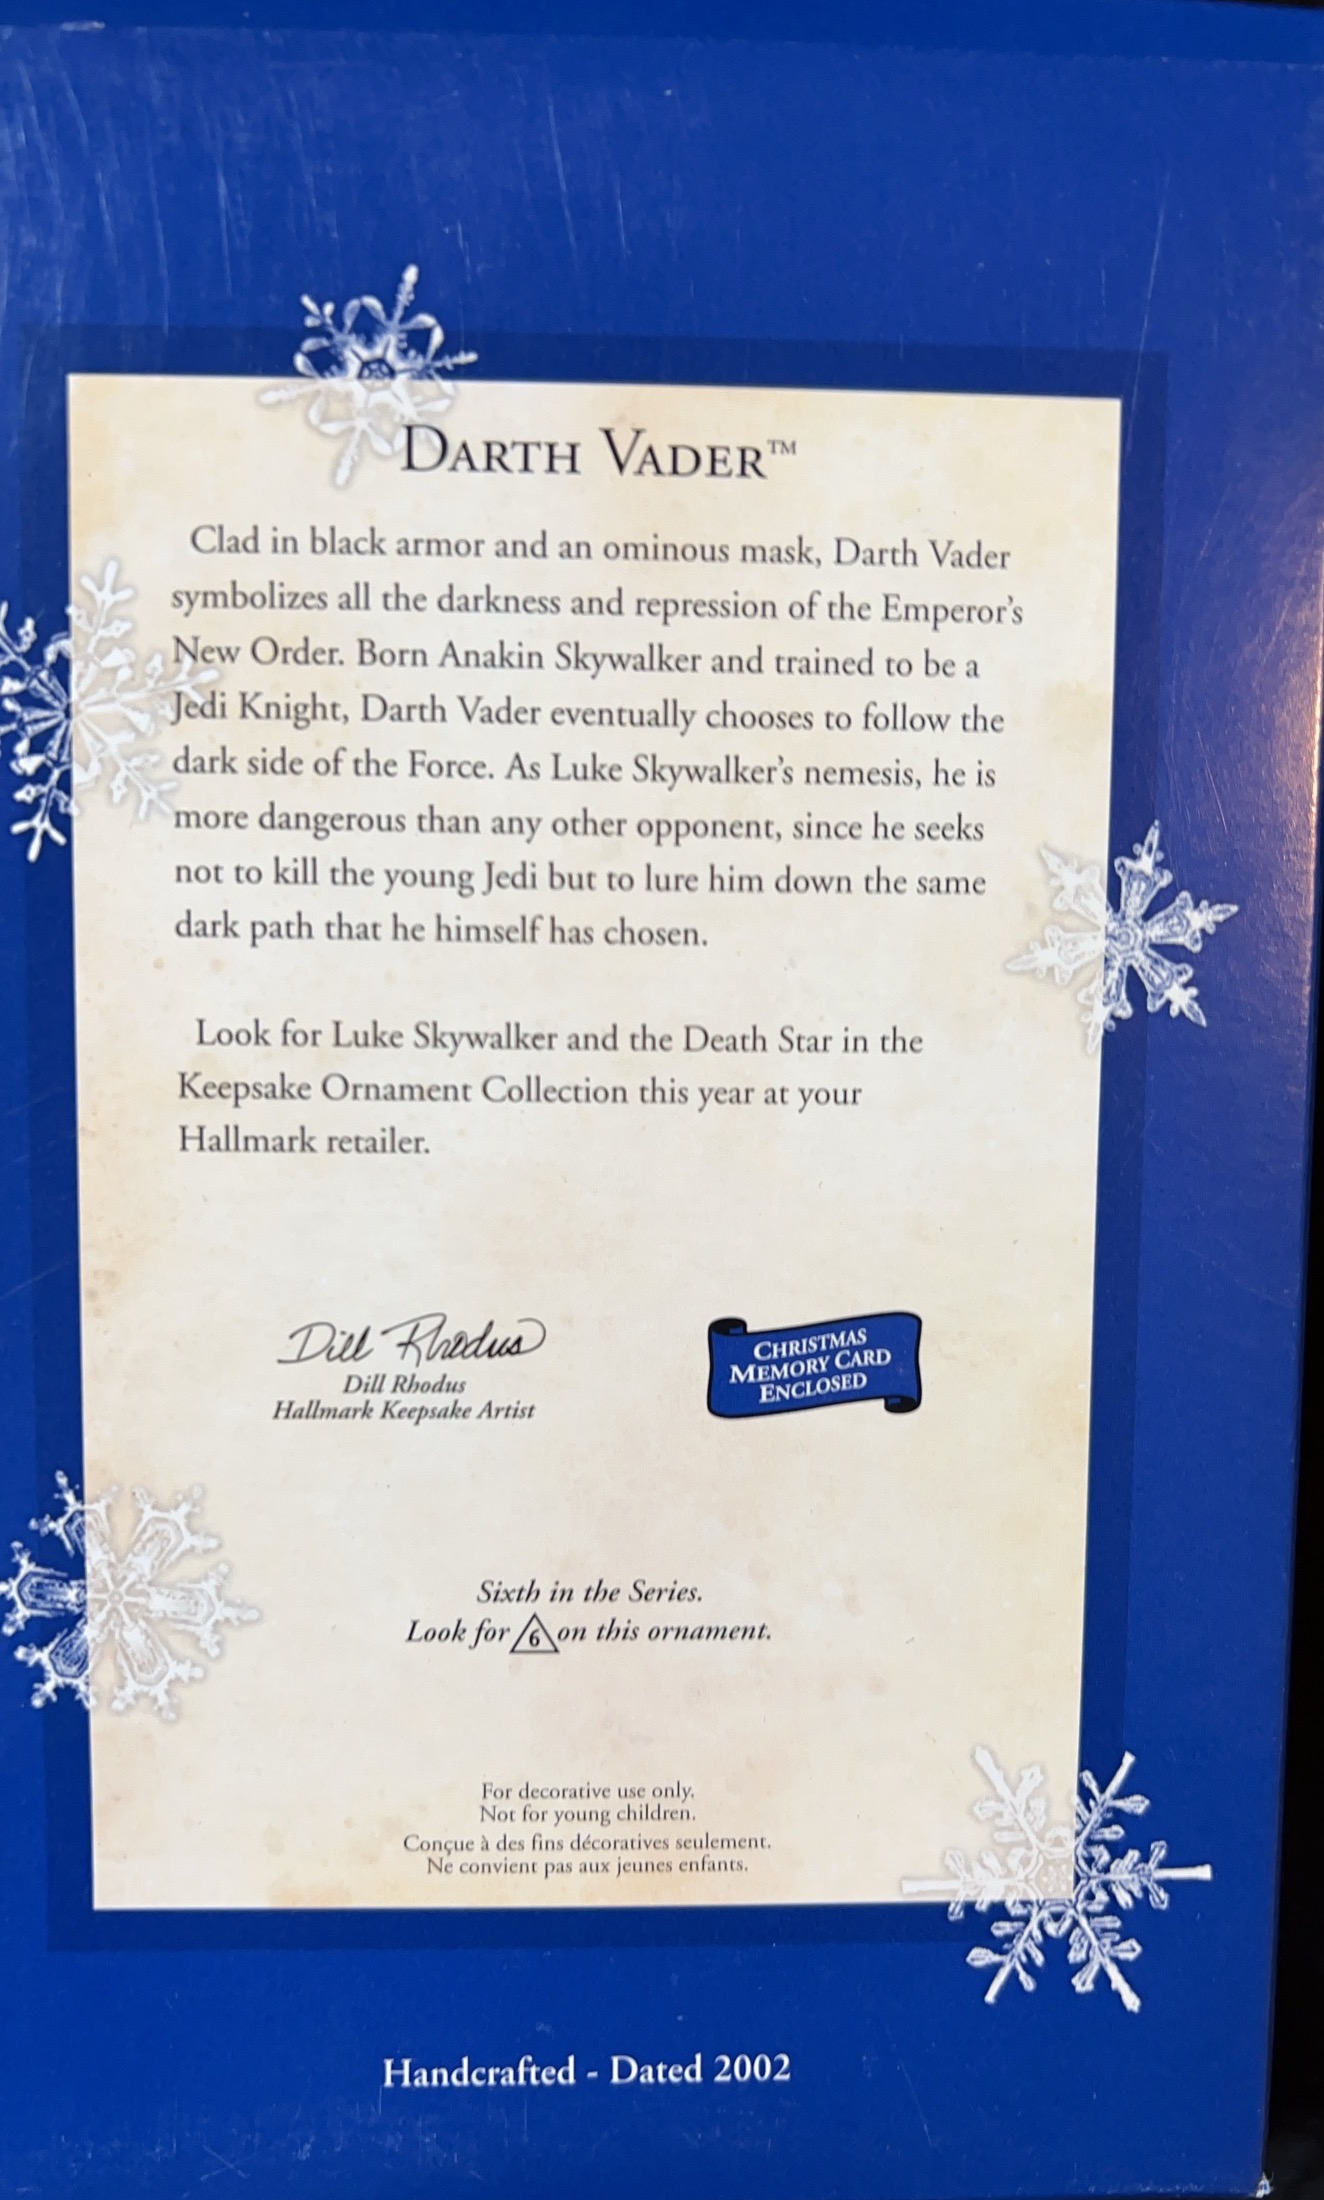 DARTH VADER™
Clad in black armor and an ominous mask, Darth Vader
symbolizes all the darkness and repression of the Emperor's
New Order. Born Anakin Skywalker and trained to be a
Jedi Knight, Darth Vader eventually chooses to follow the
dark side of the Force. As Luke Skywalker's nemesis, he is
more dangerous than any other opponent, since he seeks
not to kill the young Jedi but to lure him down the same
dark path that he himself has chosen.
Look for Luke Skywalker and the Death Star in the
Keepsake Ornament Collection this year at your
Hallmark retailer.
Dill Rhodus
Dill Rhodus
Hallmark Keepsake Artist
CHRISTMAS
MEMORY CARD
ENCLOSED
Sixth in the Series.
Look for 6 on this ornament.
For decorative use only.
Not for young children.
Conçue à des fins décoratives seulement.
Ne convient pas aux jeunes enfants.
Handcrafted - Dated 2002